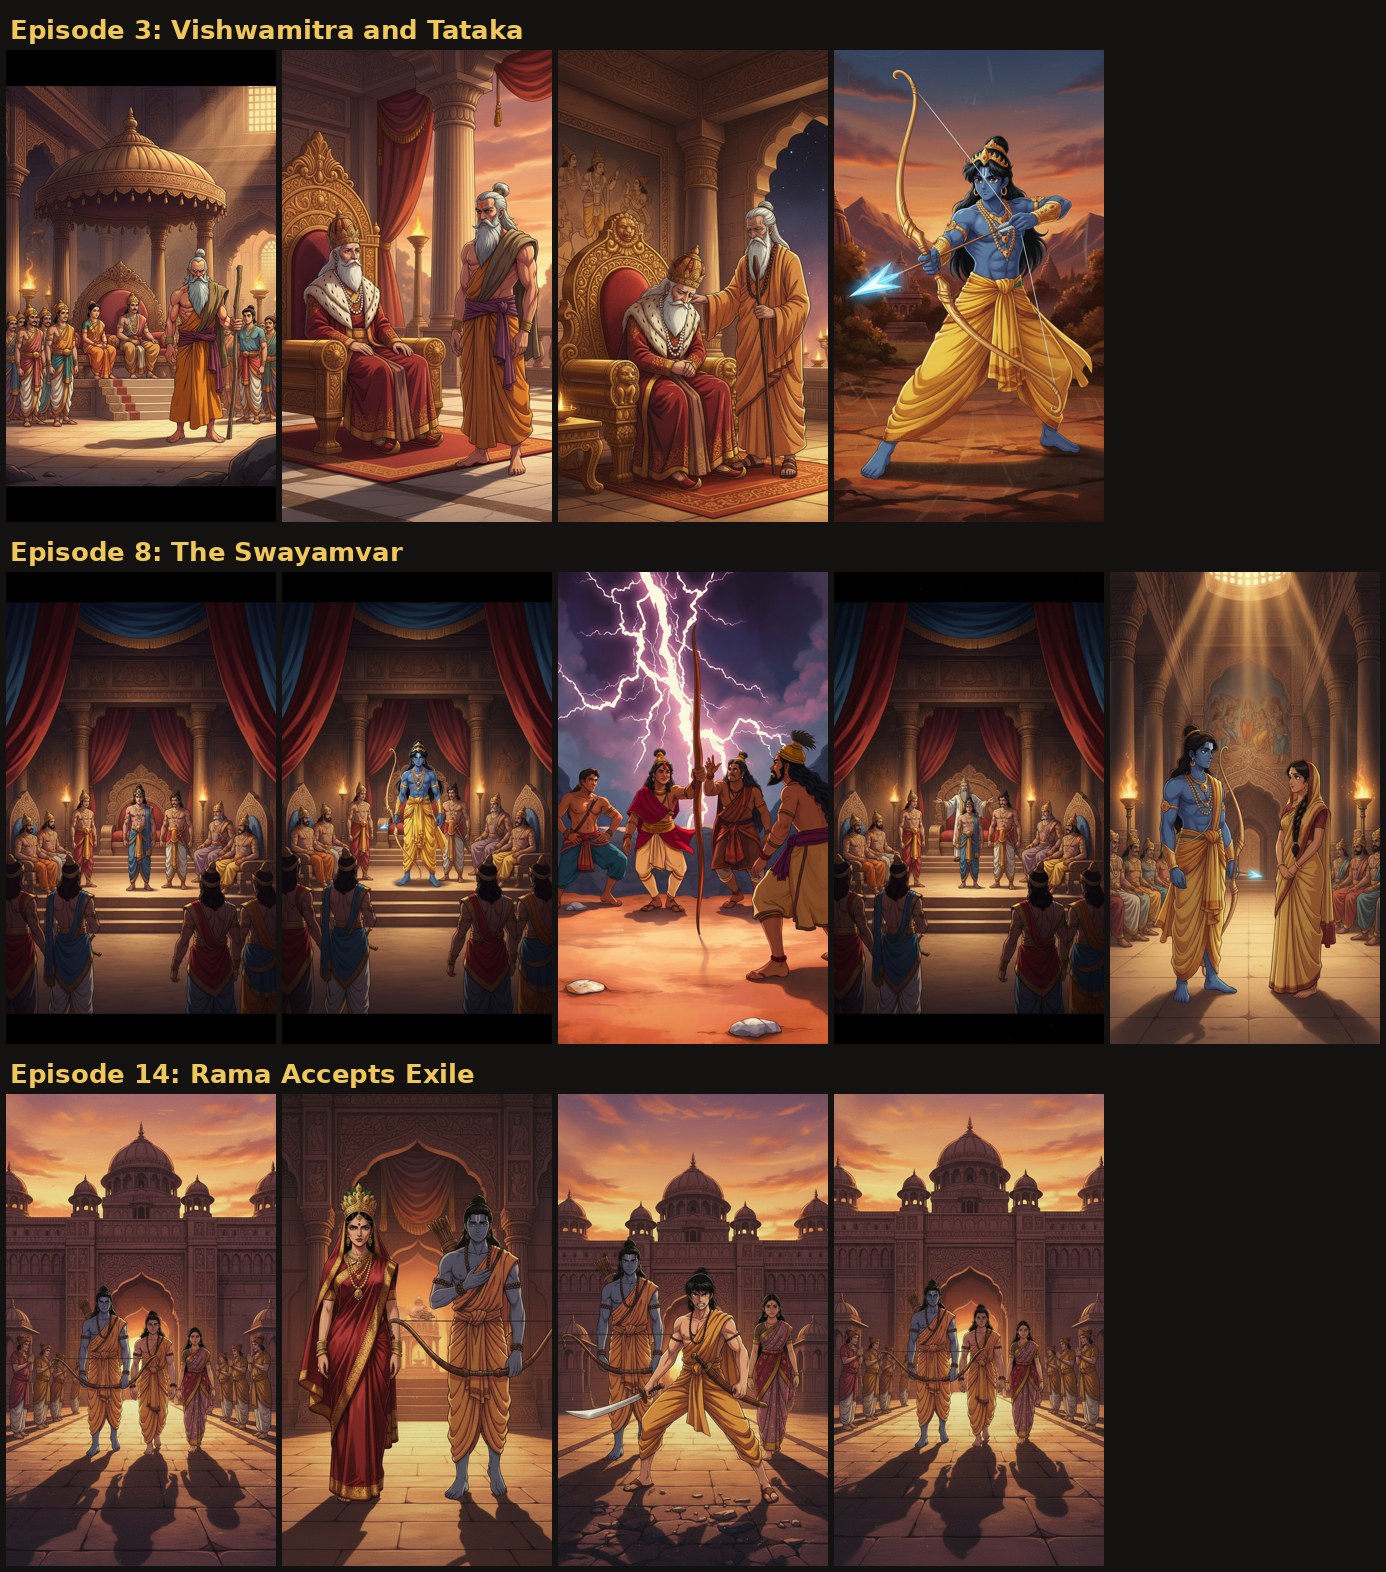 Episode 3: Vishwamitra and Tataka
Episode 8: The Swayamvar
Episode 14: Rama Accepts Exile